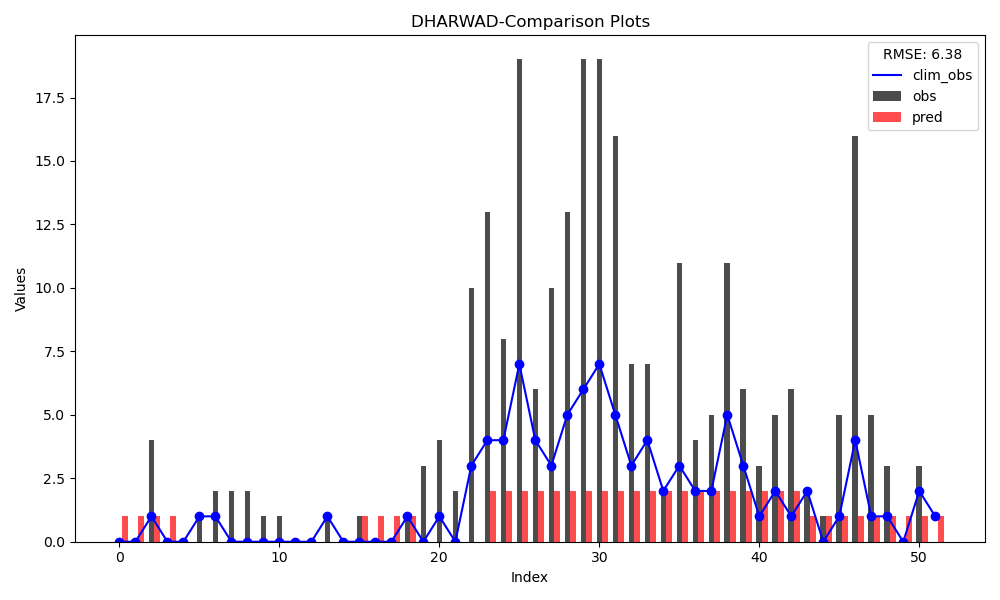 DHARWAD-Comparison Plots
RMSE: 6.38
clim_obs
obs
pred
Values
17.5
15.0
12.5
10.0
7.5
5.0
2.5
0.0
0 10 20 30 40 50
Index